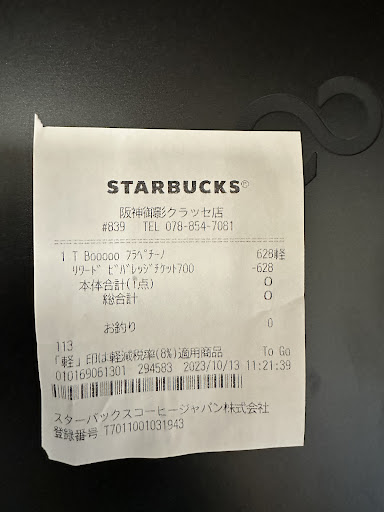 STARBUCKS®
阪神御影クラッセ店
#839 TEL 078-854-7081
1 T Booooo フラペチーノ 628軽
リワード ビバレッジチケット700 -628
本体合計(1点) 0
総合計 0
お釣り 0
113
「軽」印は軽減税率(8%)適用商品 To Go
010169061301 294583 2023/10/13 11:21:39
スターバックスコーヒージャパン株式会社
登録番号 T7011001031943